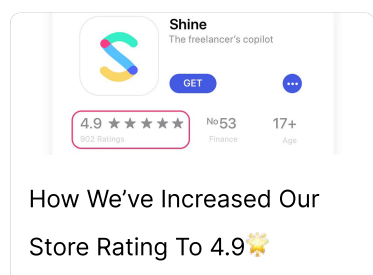 Shine
The freelancer's copilot
GET
4.9 ★★★★★ No53 17+
902 Ratings Finance Age
How We’ve Increased Our
Store Rating To 4.9🌟